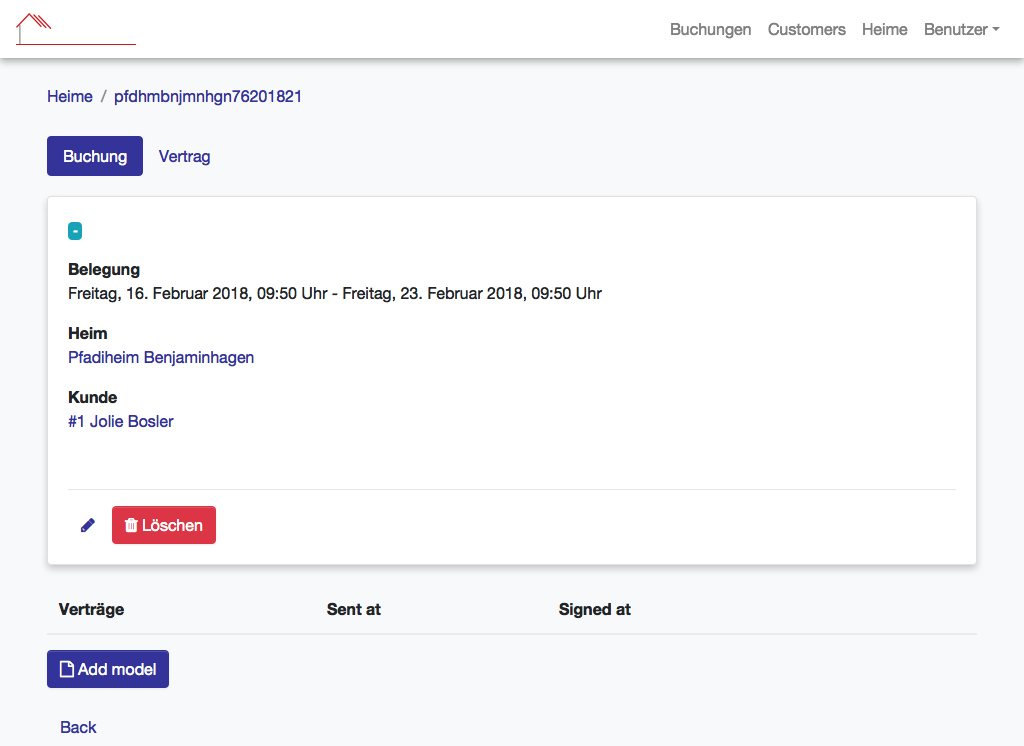 Buchungen Customers Heime Benutzer
Heime / pfdhmbnjmnhgn76201821
Buchung Vertrag
-
Belegung
Freitag, 16. Februar 2018, 09:50 Uhr - Freitag, 23. Februar 2018, 09:50 Uhr
Heim
Pfadiheim Benjaminhagen
Kunde
#1 Jolie Bosler
Löschen
Verträge Sent at Signed at
Add model
Back